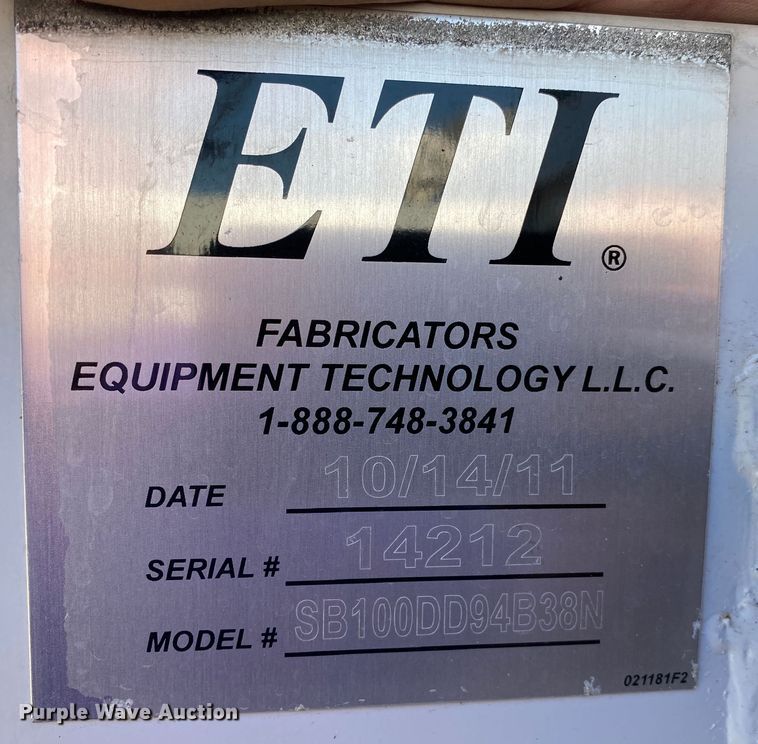 ETI®
FABRICATORS
EQUIPMENT TECHNOLOGY L.L.C.
1-888-748-3841
DATE 10/14/11
SERIAL # 14212
MODEL # SB100DD94B38N
021181F2
Purple Wave Auction